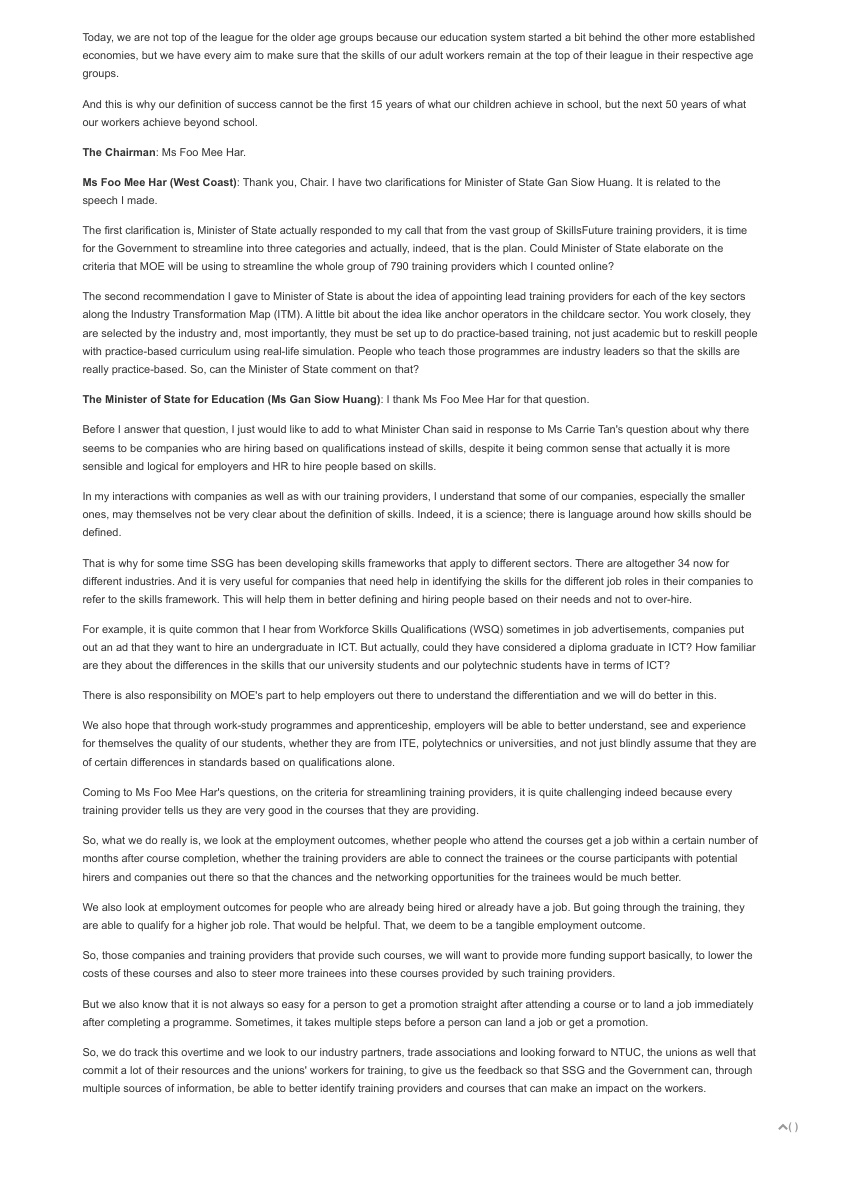 Today, we are not top of the league for the older age groups because our education system started a bit behind the other more established
economies, but we have every aim to make sure that the skills of our adult workers remain at the top of their league in their respective age
groups.
And this is why our definition of success cannot be the first 15 years of what our children achieve in school, but the next 50 years of what
our workers achieve beyond school.
The Chairman: Ms Foo Mee Har.
Ms Foo Mee Har (West Coast): Thank you, Chair. I have two clarifications for Minister of State Gan Siow Huang. It is related to the
speech I made.
The first clarification is, Minister of State actually responded to my call that from the vast group of SkillsFuture training providers, it is time
for the Government to streamline into three categories and actually, indeed, that is the plan. Could Minister of State elaborate on the
criteria that MOE will be using to streamline the whole group of 790 training providers which I counted online?
The second recommendation I gave to Minister of State is about the idea of appointing lead training providers for each of the key sectors
along the Industry Transformation Map (ITM). A little bit about the idea like anchor operators in the childcare sector. You work closely, they
are selected by the industry and, most importantly, they must be set up to do practice-based training, not just academic but to reskill people
with practice-based curriculum using real-life simulation. People who teach those programmes are industry leaders so that the skills are
really practice-based. So, can the Minister of State comment on that?
The Minister of State for Education (Ms Gan Siow Huang): I thank Ms Foo Mee Har for that question.
Before I answer that question, I just would like to add to what Minister Chan said in response to Ms Carrie Tan's question about why there
seems to be companies who are hiring based on qualifications instead of skills, despite it being common sense that actually it is more
sensible and logical for employers and HR to hire people based on skills.
In my interactions with companies as well as with our training providers, I understand that some of our companies, especially the smaller
ones, may themselves not be very clear about the definition of skills. Indeed, it is a science; there is language around how skills should be
defined.
That is why for some time SSG has been developing skills frameworks that apply to different sectors. There are altogether 34 now for
different industries. And it is very useful for companies that need help in identifying the skills for the different job roles in their companies to
refer to the skills framework. This will help them in better defining and hiring people based on their needs and not to over-hire.
For example, it is quite common that I hear from Workforce Skills Qualifications (WSQ) sometimes in job advertisements, companies put
out an ad that they want to hire an undergraduate in ICT. But actually, could they have considered a diploma graduate in ICT? How familiar
are they about the differences in the skills that our university students and our polytechnic students have in terms of ICT?
There is also responsibility on MOE's part to help employers out there to understand the differentiation and we will do better in this.
We also hope that through work-study programmes and apprenticeship, employers will be able to better understand, see and experience
for themselves the quality of our students, whether they are from ITE, polytechnics or universities, and not just blindly assume that they are
of certain differences in standards based on qualifications alone.
Coming to Ms Foo Mee Har's questions, on the criteria for streamlining training providers, it is quite challenging indeed because every
training provider tells us they are very good in the courses that they are providing.
So, what we do really is, we look at the employment outcomes, whether people who attend the courses get a job within a certain number of
months after course completion, whether the training providers are able to connect the trainees or the course participants with potential
hirers and companies out there so that the chances and the networking opportunities for the trainees would be much better.
We also look at employment outcomes for people who are already being hired or already have a job. But going through the training, they
are able to qualify for a higher job role. That would be helpful. That, we deem to be a tangible employment outcome.
So, those companies and training providers that provide such courses, we will want to provide more funding support basically, to lower the
costs of these courses and also to steer more trainees into these courses provided by such training providers.
But we also know that it is not always so easy for a person to get a promotion straight after attending a course or to land a job immediately
after completing a programme. Sometimes, it takes multiple steps before a person can land a job or get a promotion.
So, we do track this overtime and we look to our industry partners, trade associations and looking forward to NTUC, the unions as well that
commit a lot of their resources and the unions' workers for training, to give us the feedback so that SSG and the Government can, through
multiple sources of information, be able to better identify training providers and courses that can make an impact on the workers.
( )